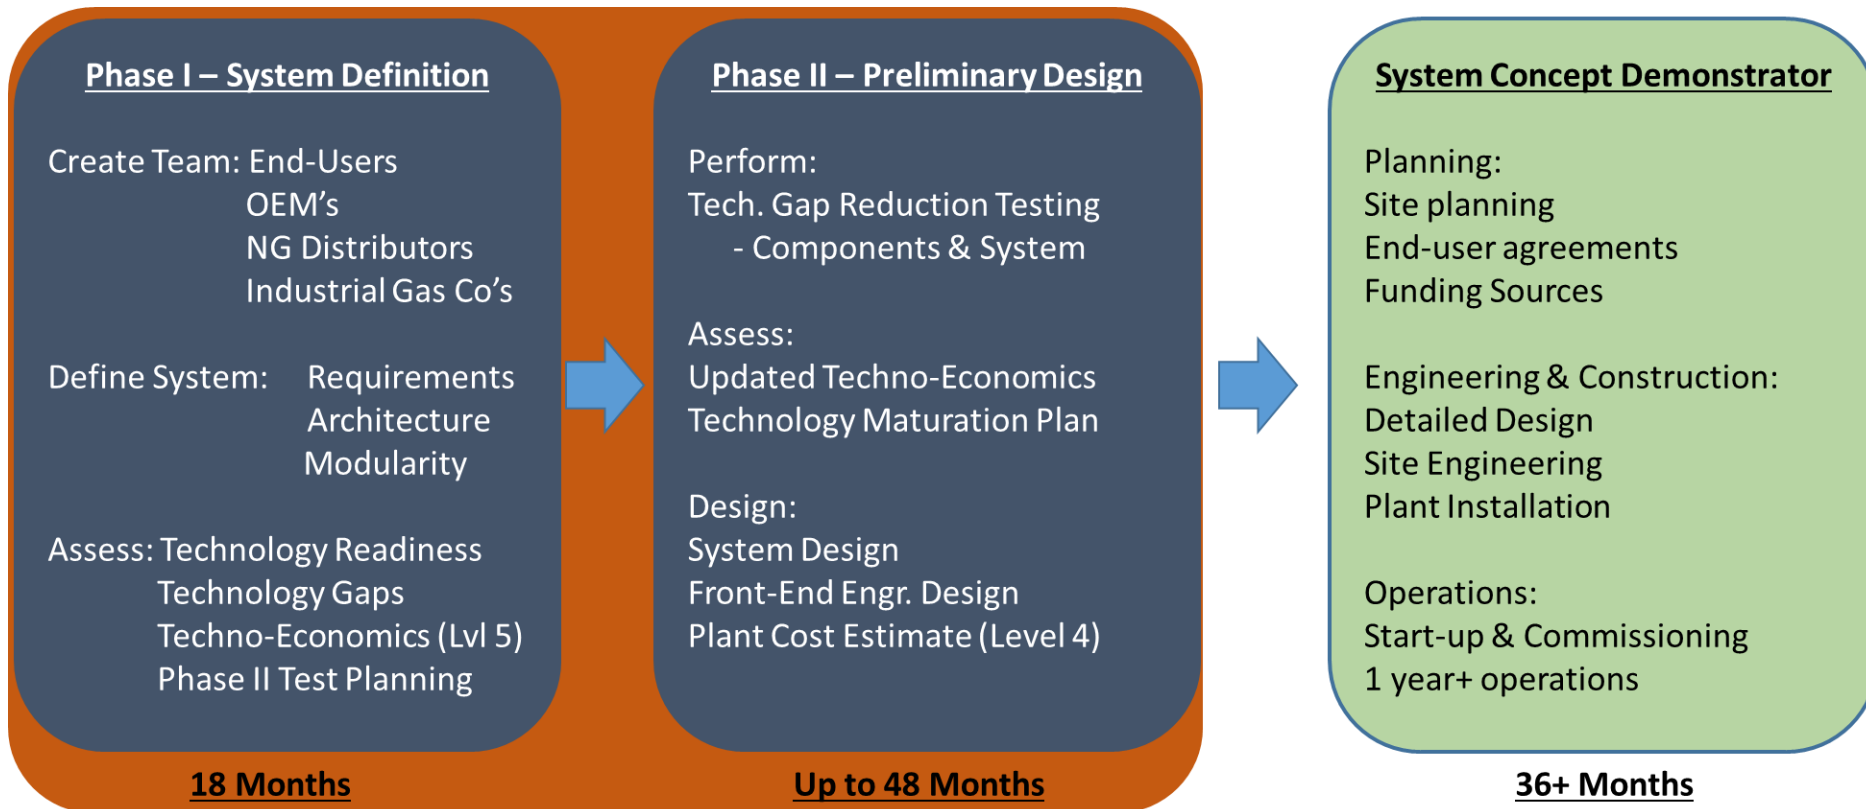 Phase I – System Definition
Create Team: End-Users
OEM's
NG Distributors
Industrial Gas Co's
Define System: Requirements
Architecture
Modularity
Assess: Technology Readiness
Technology Gaps
Techno-Economics (Lvl 5)
Phase II Test Planning
18 Months
Phase II – Preliminary Design
Perform:
Tech. Gap Reduction Testing
- Components & System
Assess:
Updated Techno-Economics
Technology Maturation Plan
Design:
System Design
Front-End Engr. Design
Plant Cost Estimate (Level 4)
Up to 48 Months
System Concept Demonstrator
Planning:
Site planning
End-user agreements
Funding Sources
Engineering & Construction:
Detailed Design
Site Engineering
Plant Installation
Operations:
Start-up & Commissioning
1 year+ operations
36+ Months